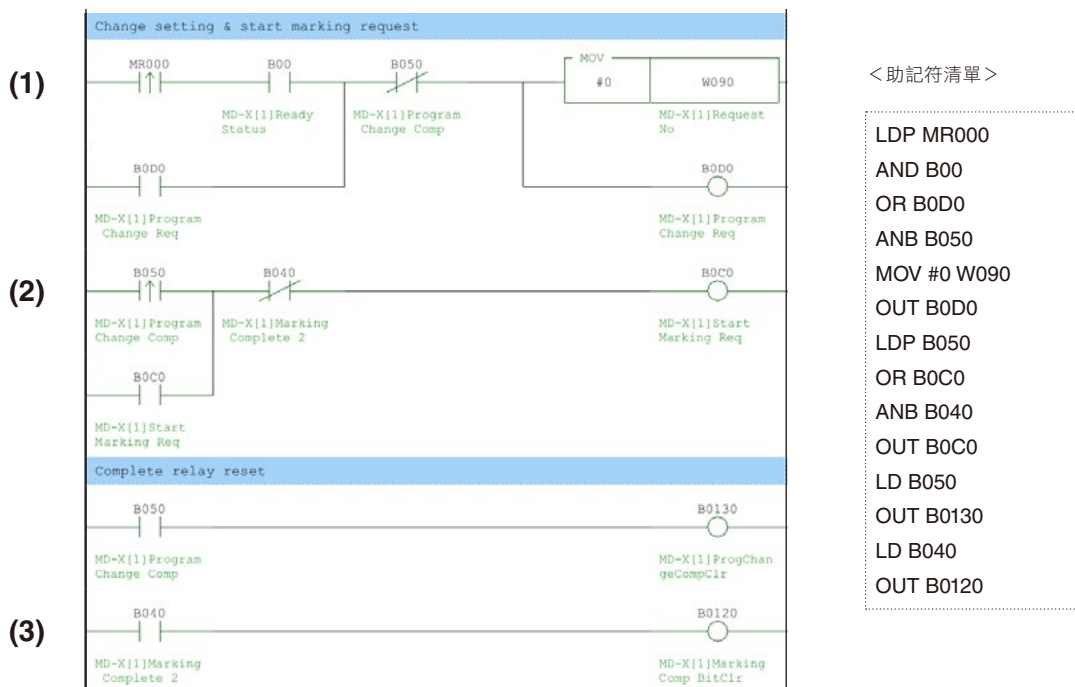 Change setting & start marking request
(1)
MR000
B00
B050
MOV
#0
W090
MD-X[1]Ready
Status
MD-X[1]Program
Change Comp
MD-X[1]Request
No
B0D0
B0D0
MD-X[1]Program
Change Req
MD-X[1]Program
Change Req
(2)
B050
B040
B0C0
MD-X[1]Program
Change Comp
MD-X[1]Marking
Complete 2
MD-X[1]Start
Marking Req
B0C0
MD-X[1]Start
Marking Req
Complete relay reset
B050
B0130
MD-X[1]Program
Change Comp
MD-X[1]ProgChan
geCompClr
(3)
B040
B0120
MD-X[1]Marking
Complete 2
MD-X[1]Marking
Comp BitClr
＜助記符清單＞
LDP MR000
AND B00
OR B0D0
ANB B050
MOV #0 W090
OUT B0D0
LDP B050
OR B0C0
ANB B040
OUT B0C0
LD B050
OUT B0130
LD B040
OUT B0120